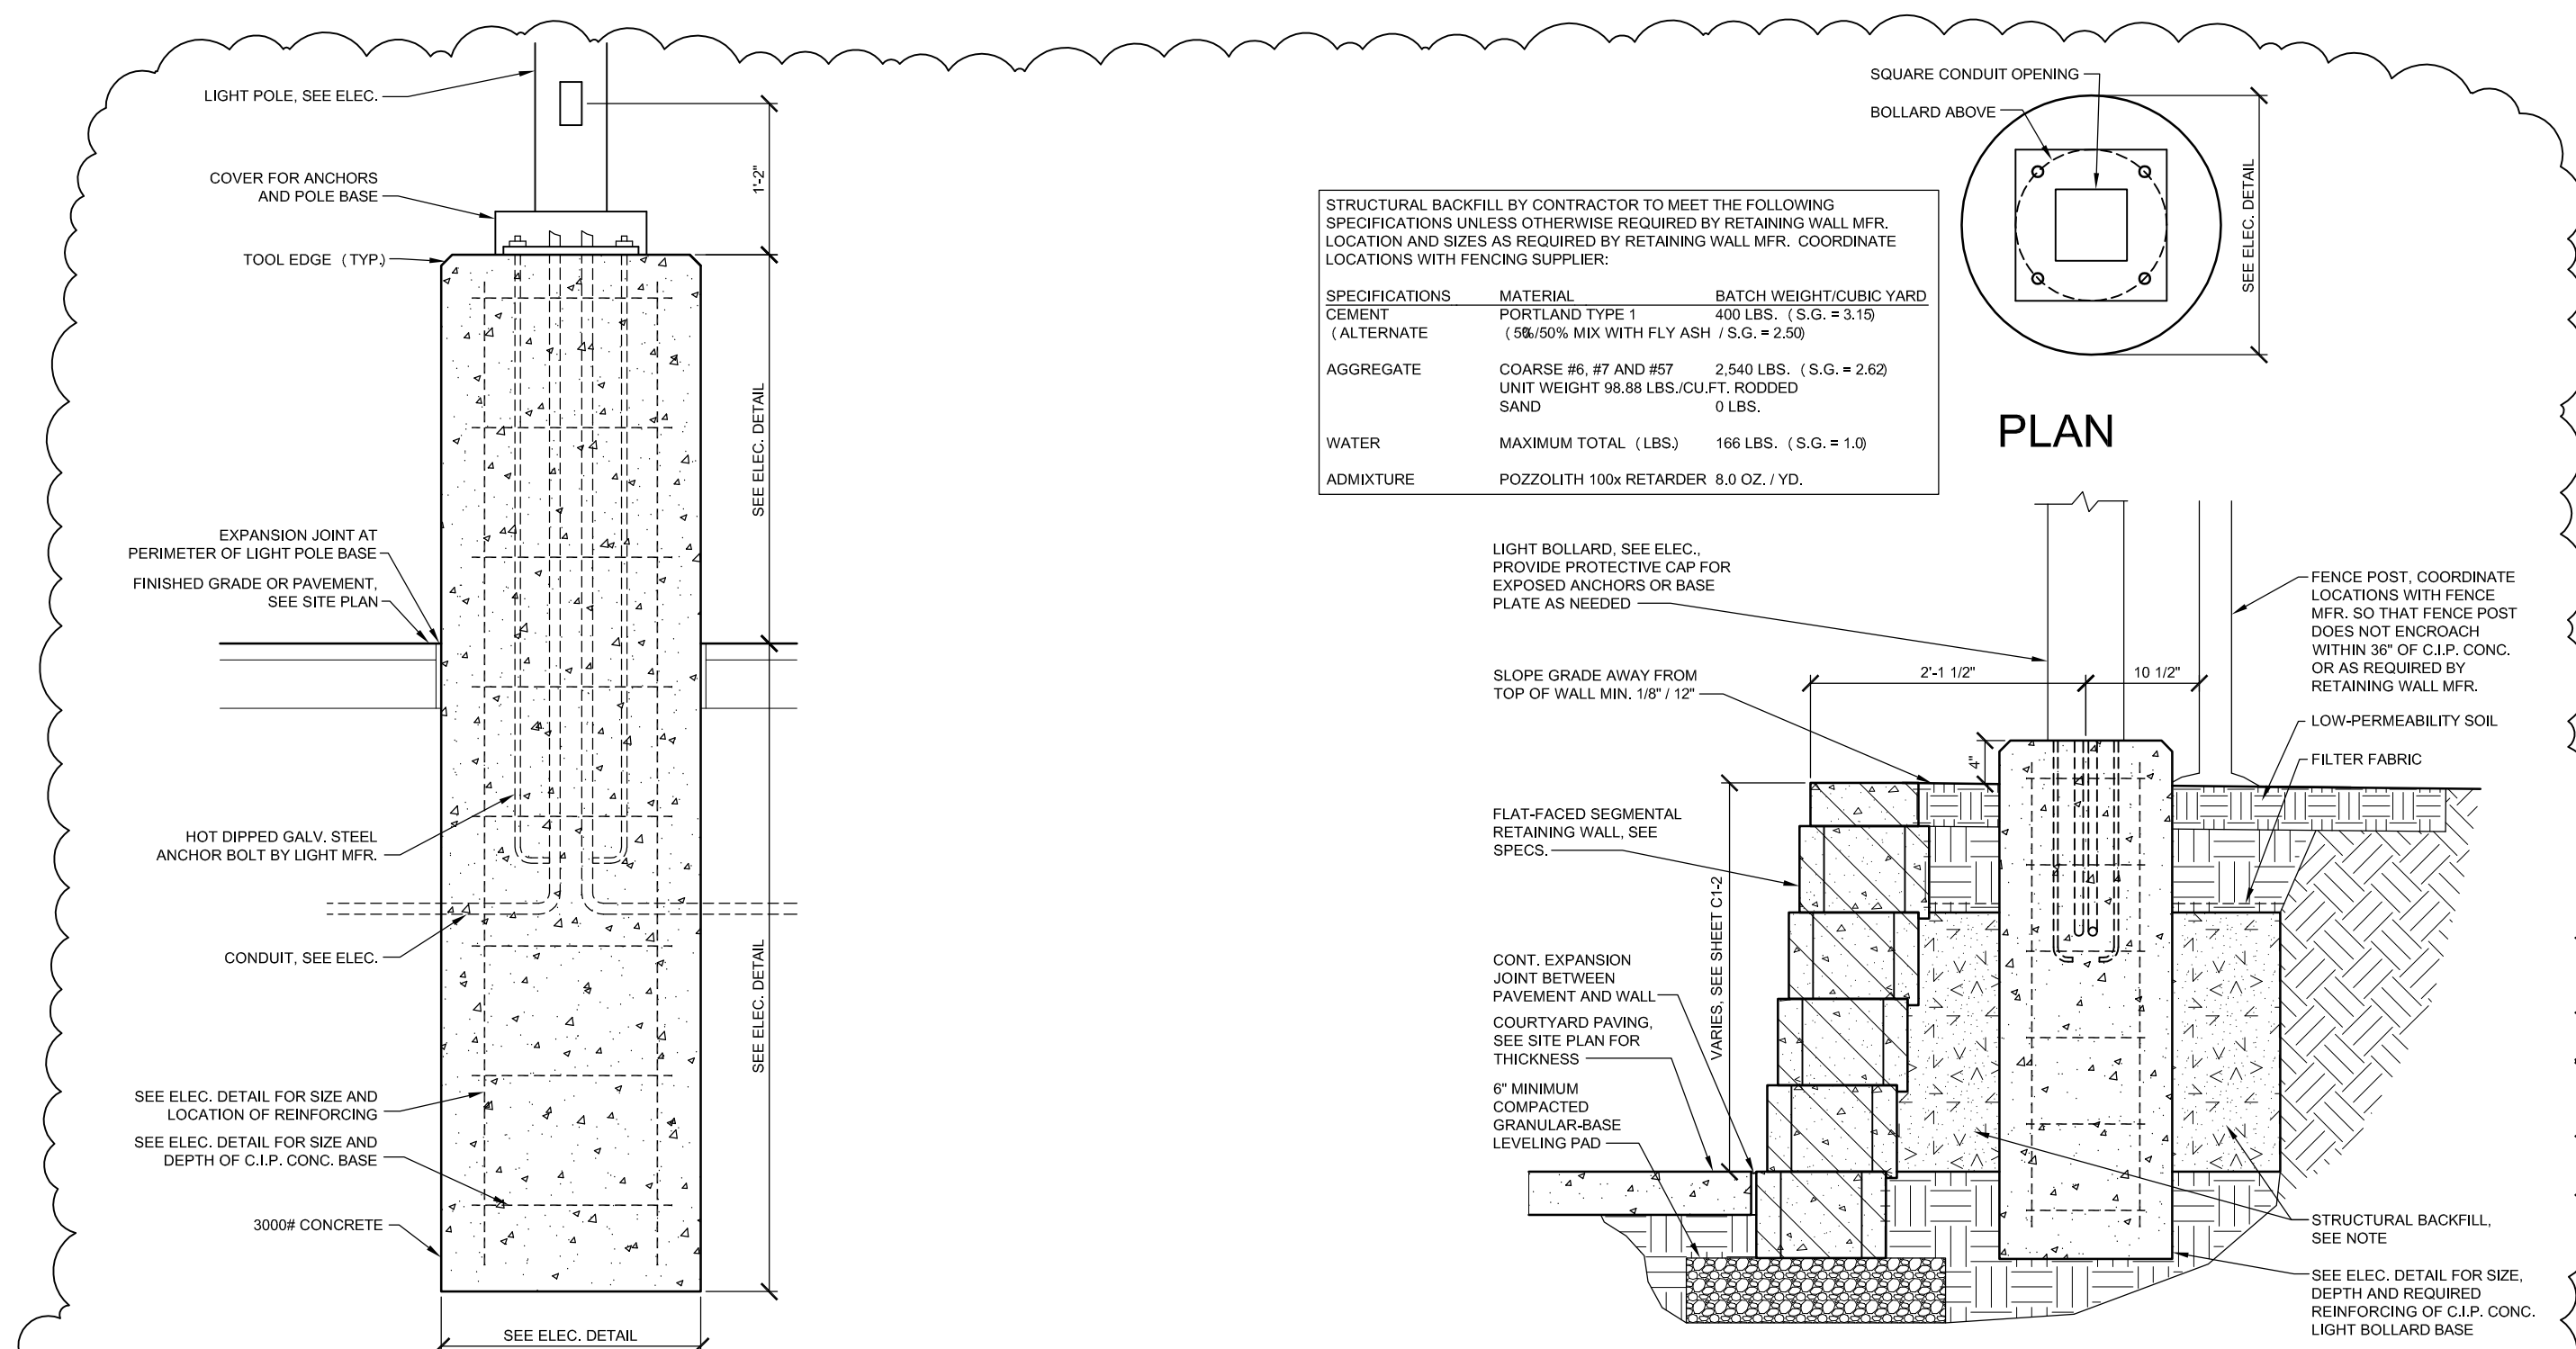 LIGHT POLE, SEE ELEC.
COVER FOR ANCHORS
AND POLE BASE
TOOL EDGE (TYP.)
EXPANSION JOINT AT
PERIMETER OF LIGHT POLE BASE
FINISHED GRADE OR PAVEMENT,
SEE SITE PLAN
HOT DIPPED GALV. STEEL
ANCHOR BOLT BY LIGHT MFR.
CONDUIT, SEE ELEC.
SEE ELEC. DETAIL FOR SIZE AND
LOCATION OF REINFORCING
SEE ELEC. DETAIL FOR SIZE AND
DEPTH OF C.I.P. CONC. BASE
3000# CONCRETE
1'-2"
SEE ELEC. DETAIL
SEE ELEC. DETAIL
SEE ELEC. DETAIL
STRUCTURAL BACKFILL BY CONTRACTOR TO MEET THE FOLLOWING
SPECIFICATIONS UNLESS OTHERWISE REQUIRED BY RETAINING WALL MFR.
LOCATION AND SIZES AS REQUIRED BY RETAINING WALL MFR. COORDINATE
LOCATIONS WITH FENCING SUPPLIER:
SPECIFICATIONS MATERIAL BATCH WEIGHT/CUBIC YARD
CEMENT PORTLAND TYPE 1 400 LBS. (S.G. = 3.15)
(ALTERNATE (50%/50% MIX WITH FLY ASH / S.G. = 2.50)
AGGREGATE COARSE #6, #7 AND #57 2,540 LBS. (S.G. = 2.62)
UNIT WEIGHT 98.88 LBS./CU.FT. RODDED
SAND 0 LBS.
WATER MAXIMUM TOTAL (LBS.) 166 LBS. (S.G. = 1.0)
ADMIXTURE POZZOLITH 100x RETARDER 8.0 OZ. / YD.
SQUARE CONDUIT OPENING
BOLLARD ABOVE
SEE ELEC. DETAIL
PLAN
LIGHT BOLLARD, SEE ELEC.,
PROVIDE PROTECTIVE CAP FOR
EXPOSED ANCHORS OR BASE
PLATE AS NEEDED
SLOPE GRADE AWAY FROM
TOP OF WALL MIN. 1/8" / 12"
FLAT-FACED SEGMENTAL
RETAINING WALL, SEE
SPECS.
CONT. EXPANSION
JOINT BETWEEN
PAVEMENT AND WALL
COURTYARD PAVING,
SEE SITE PLAN FOR
THICKNESS
6" MINIMUM
COMPACTED
GRANULAR-BASE
LEVELING PAD
VARIES, SEE SHEET C1-2
2'-1 1/2"
10 1/2"
4"
FENCE POST, COORDINATE
LOCATIONS WITH FENCE
MFR. SO THAT FENCE POST
DOES NOT ENCROACH
WITHIN 36" OF C.I.P. CONC.
OR AS REQUIRED BY
RETAINING WALL MFR.
LOW-PERMEABILITY SOIL
FILTER FABRIC
STRUCTURAL BACKFILL,
SEE NOTE
SEE ELEC. DETAIL FOR SIZE,
DEPTH AND REQUIRED
REINFORCING OF C.I.P. CONC.
LIGHT BOLLARD BASE